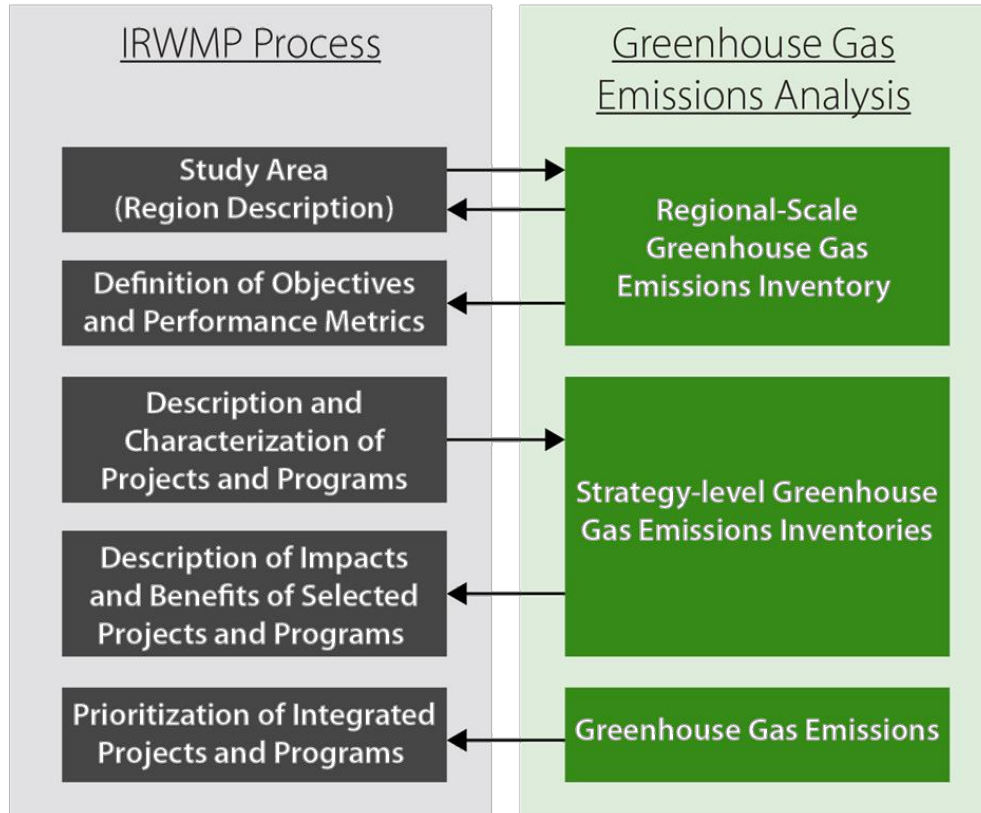 IRWMP Process
Study Area
(Region Description)
Definition of Objectives
and Performance Metrics
Description and
Characterization of
Projects and Programs
Description of Impacts
and Benefits of Selected
Projects and Programs
Prioritization of Integrated
Projects and Programs
Greenhouse Gas
Emissions Analysis
Regional-Scale
Greenhouse Gas
Emissions Inventory
Strategy-level Greenhouse
Gas Emissions Inventories
Greenhouse Gas Emissions